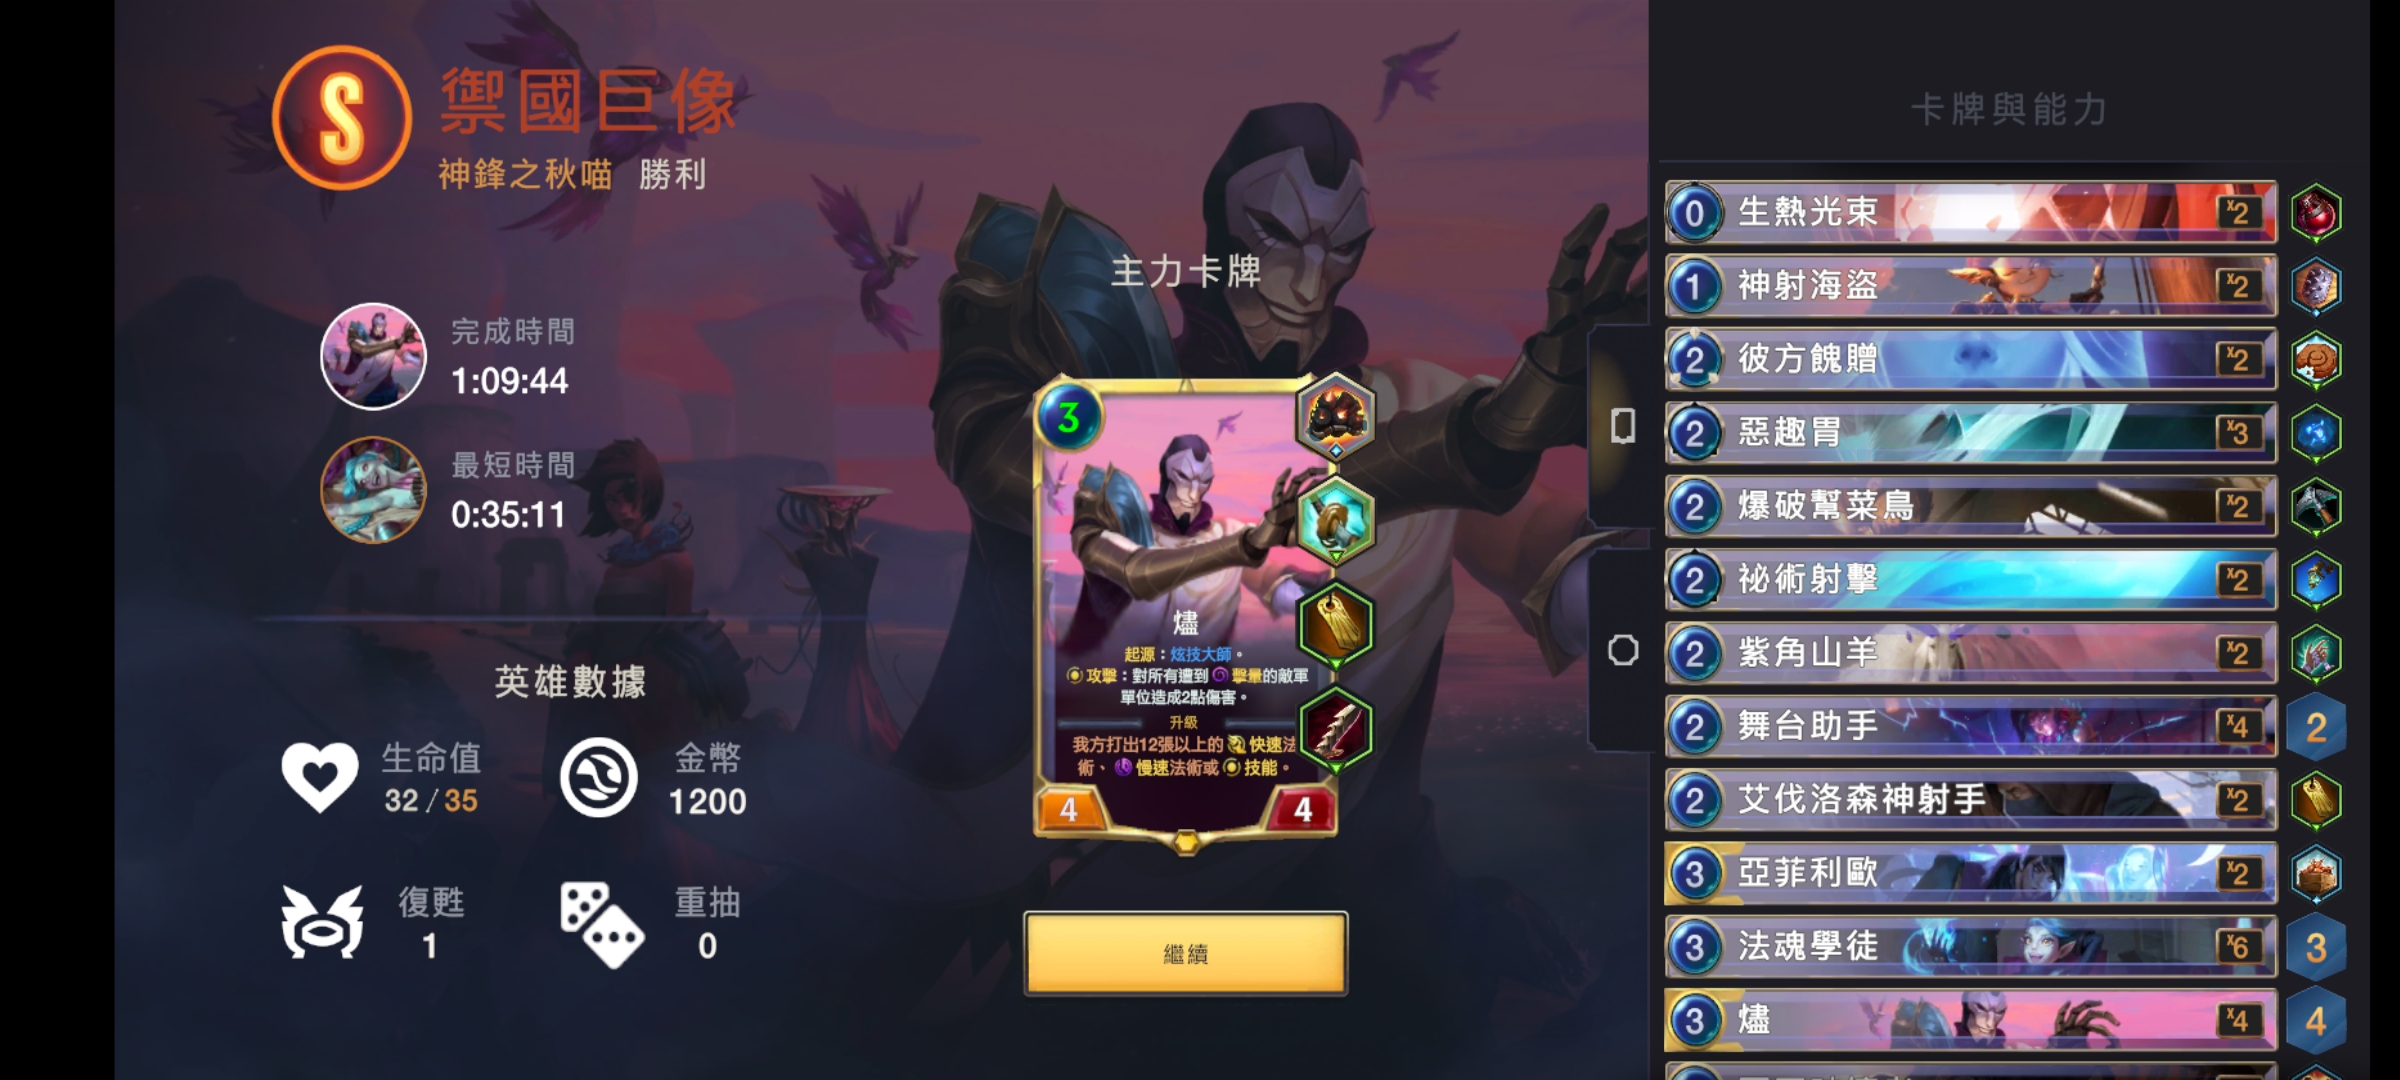 S
禦國巨像
神鋒之秋喵 勝利
完成時間
1:09:44
最短時間
0:35:11
英雄數據
生命值
32/35
金幣
1200
復甦
1
重抽
0
主力卡牌
3
燼
起源：炫技大師。
攻擊：對所有遭到 擊暈的敵軍
單位造成2點傷害。
升級
我方打出12張以上的 快速法
術、 慢速法術或 技能。
4 4
繼續
卡牌與能力
0 生熱光束 x2
1 神射海盜 x2
2 彼方餽贈 x2
2 惡趣胃 x3
2 爆破幫菜鳥 x2
2 祕術射擊 x2
2 紫角山羊 x2
2 舞台助手 x4 2
2 艾伐洛森神射手 x2
3 亞菲利歐 x2
3 法魂學徒 x6 3
3 燼 x4 4